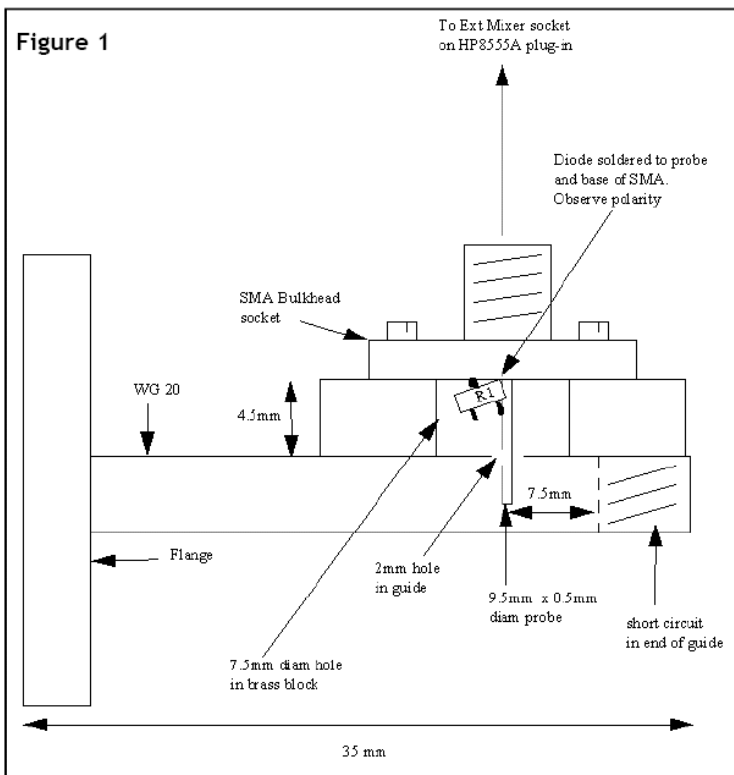 Figure 1
To Ext Mixer socket
on HP8555A plug-in
Diode soldered to probe
and base of SMA.
Observe polarity
SMA Bulkhead
socket
WG 20
4.5mm
R1
7.5mm
Flange
2mm hole
in guide
9.5mm x 0.5mm
diam probe
short circuit
in end of guide
7.5mm diam hole
in brass block
35 mm